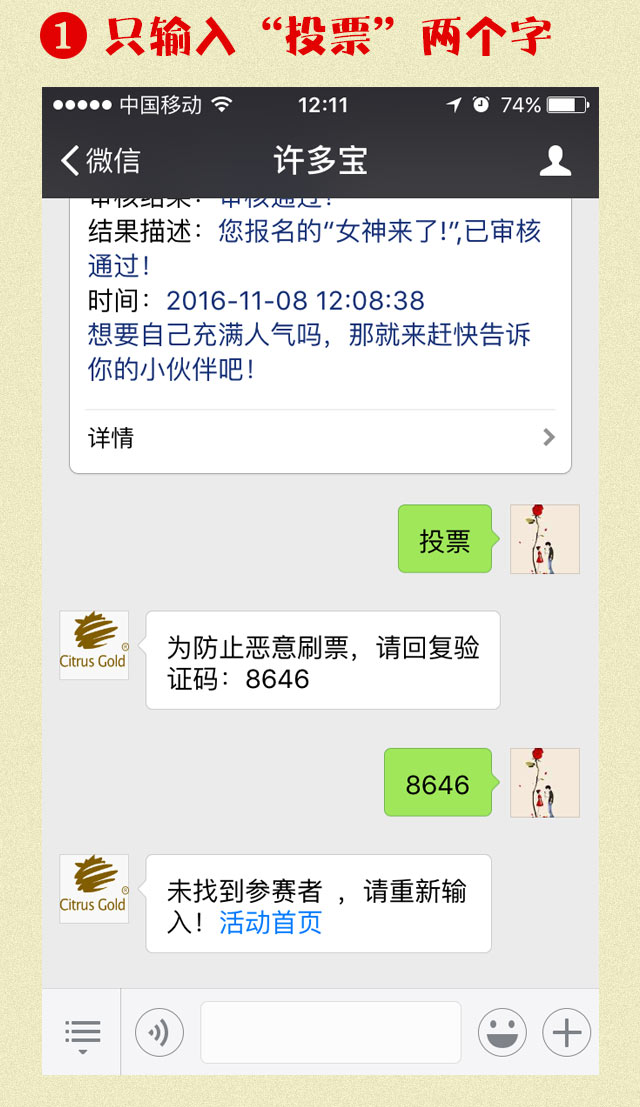 1 只输入“投票”两个字
中国移动 12:11 74%
微信 许多宝
审核结果：审核通过！
结果描述：您报名的“女神来了!”,已审核
通过！
时间：2016-11-08 12:08:38
想要自己充满人气吗，那就来赶快告诉
你的小伙伴吧！
详情
投票
Citrus Gold ®
为防止恶意刷票，请回复验
证码：8646
8646
Citrus Gold ®
未找到参赛者 ，请重新输
入！活动首页